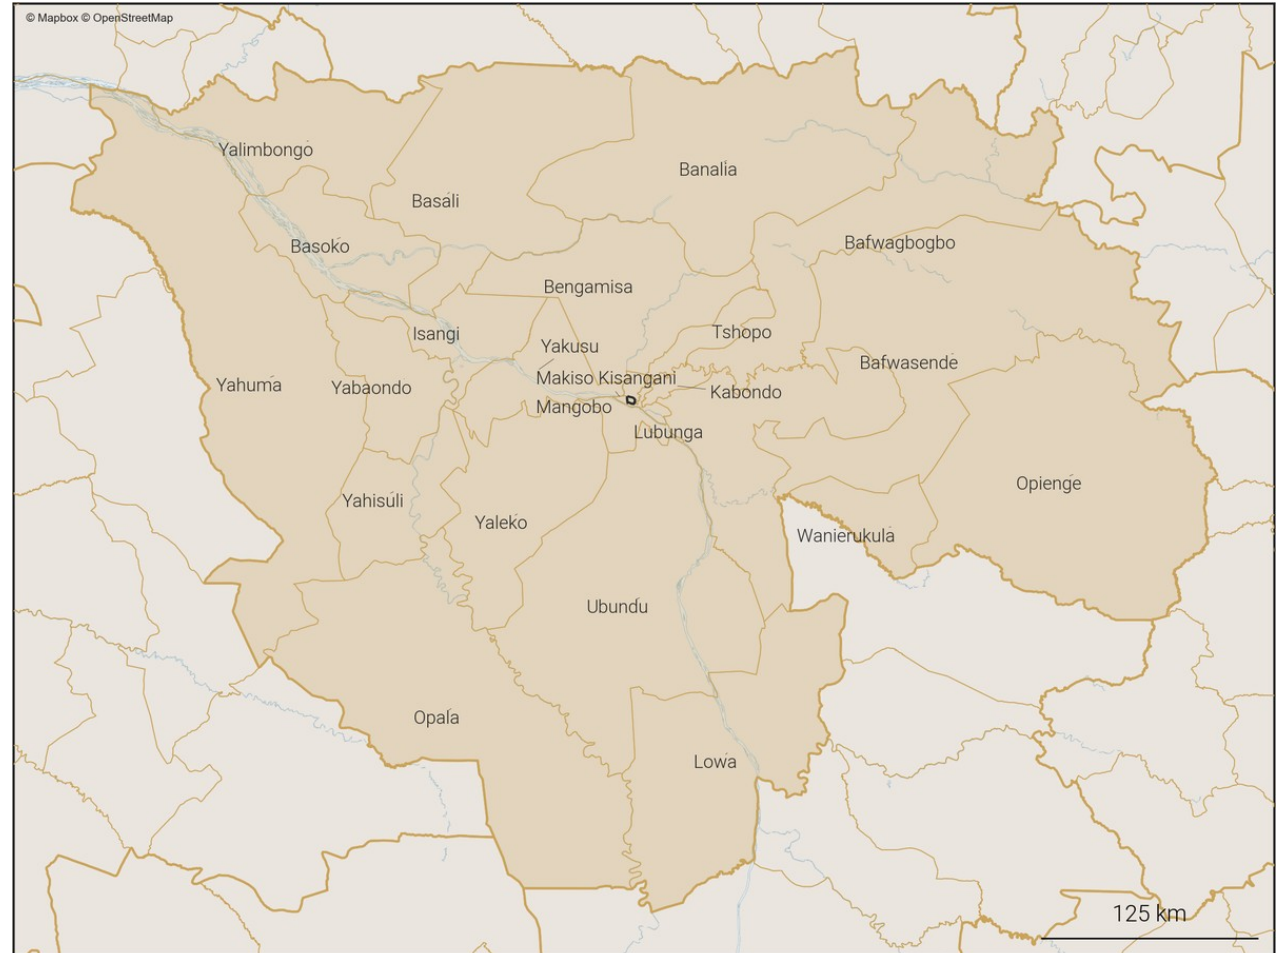 © Mapbox © OpenStreetMap
Yalimbongo
Banalia
Basali
Basoko
Bafwagbogbo
Bengamisa
Isangi
Tshopo
Yakusu
Bafwasende
Makiso Kisangani
Yahuma
Yabaondo
Kabondo
Mangobo
Lubunga
Opienge
Yahisuli
Yaleko
Wanierukula
Ubundu
Opala
Lowa
125 km